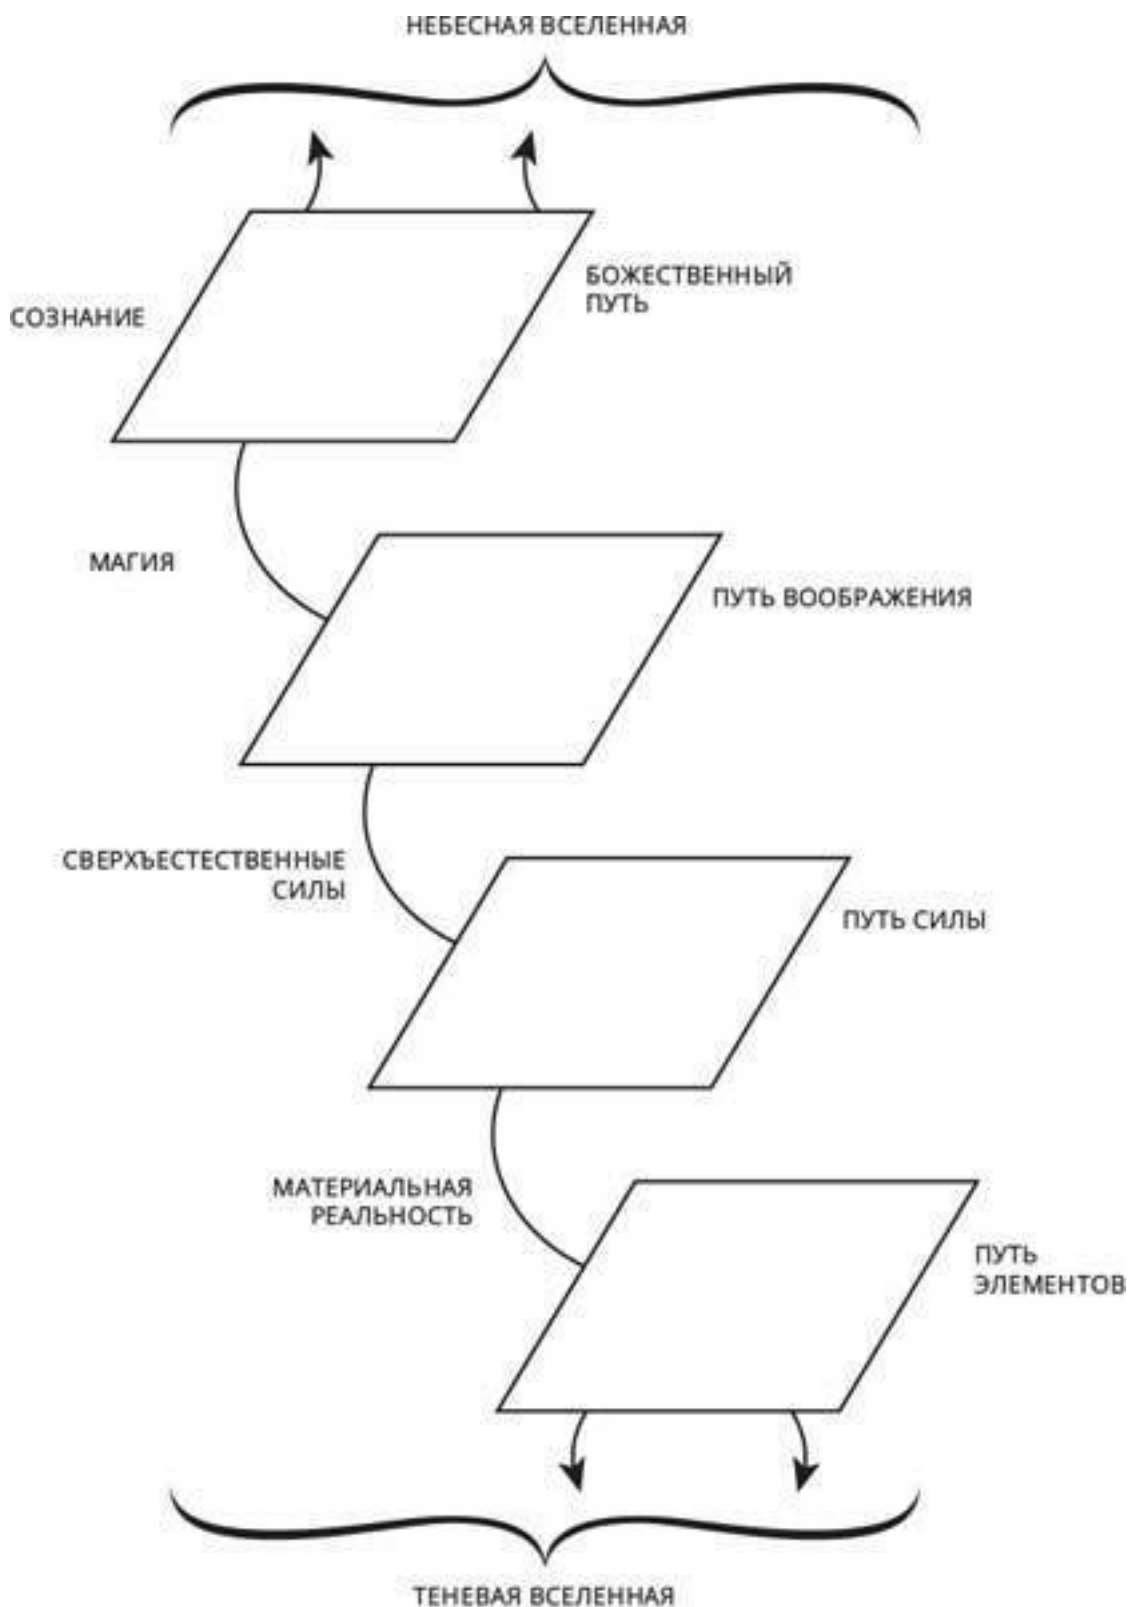 НЕБЕСНАЯ ВСЕЛЕННАЯ
БОЖЕСТВЕННЫЙ
ПУТЬ
СОЗНАНИЕ
МАГИЯ
ПУТЬ ВООБРАЖЕНИЯ
СВЕРХЪЕСТЕСТВЕННЫЕ
СИЛЫ
ПУТЬ СИЛЫ
МАТЕРИАЛЬНАЯ
РЕАЛЬНОСТЬ
ПУТЬ
ЭЛЕМЕНТОВ
ТЕНЕВАЯ ВСЕЛЕННАЯ